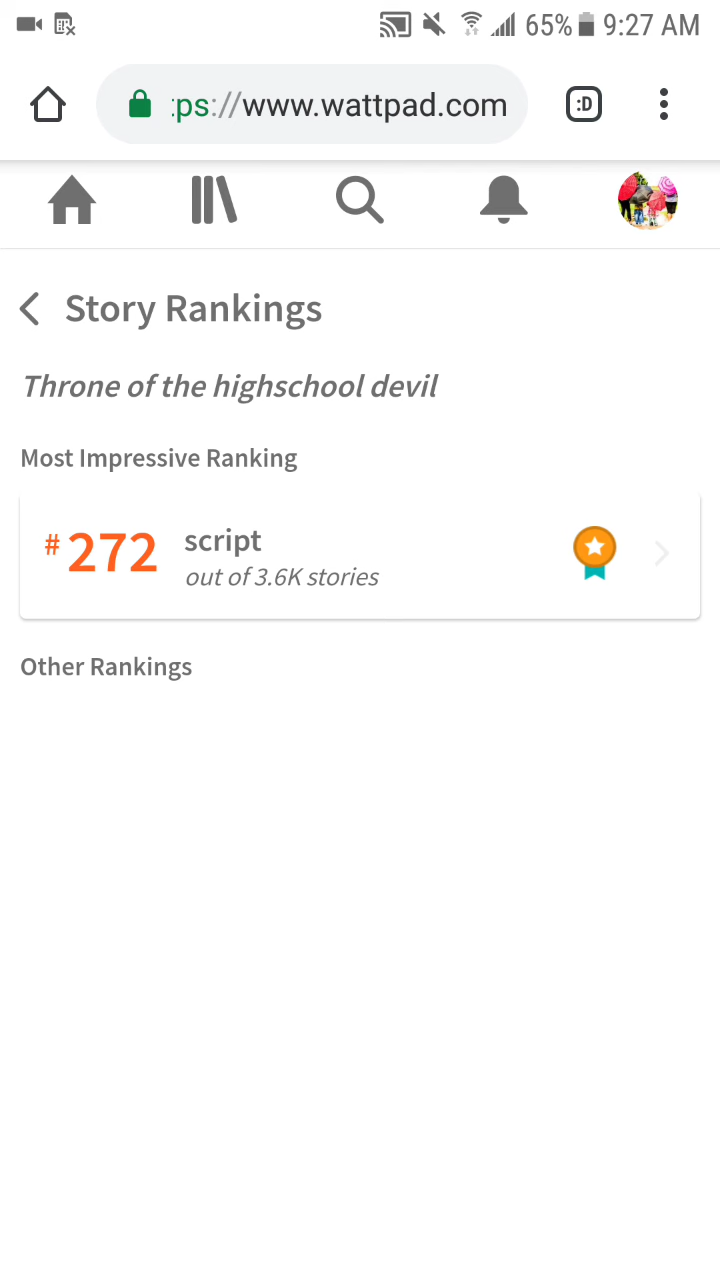 65% 9:27 AM
:ps://www.wattpad.com :D
Story Rankings
Throne of the highschool devil
Most Impressive Ranking
#272 script
out of 3.6K stories
Other Rankings